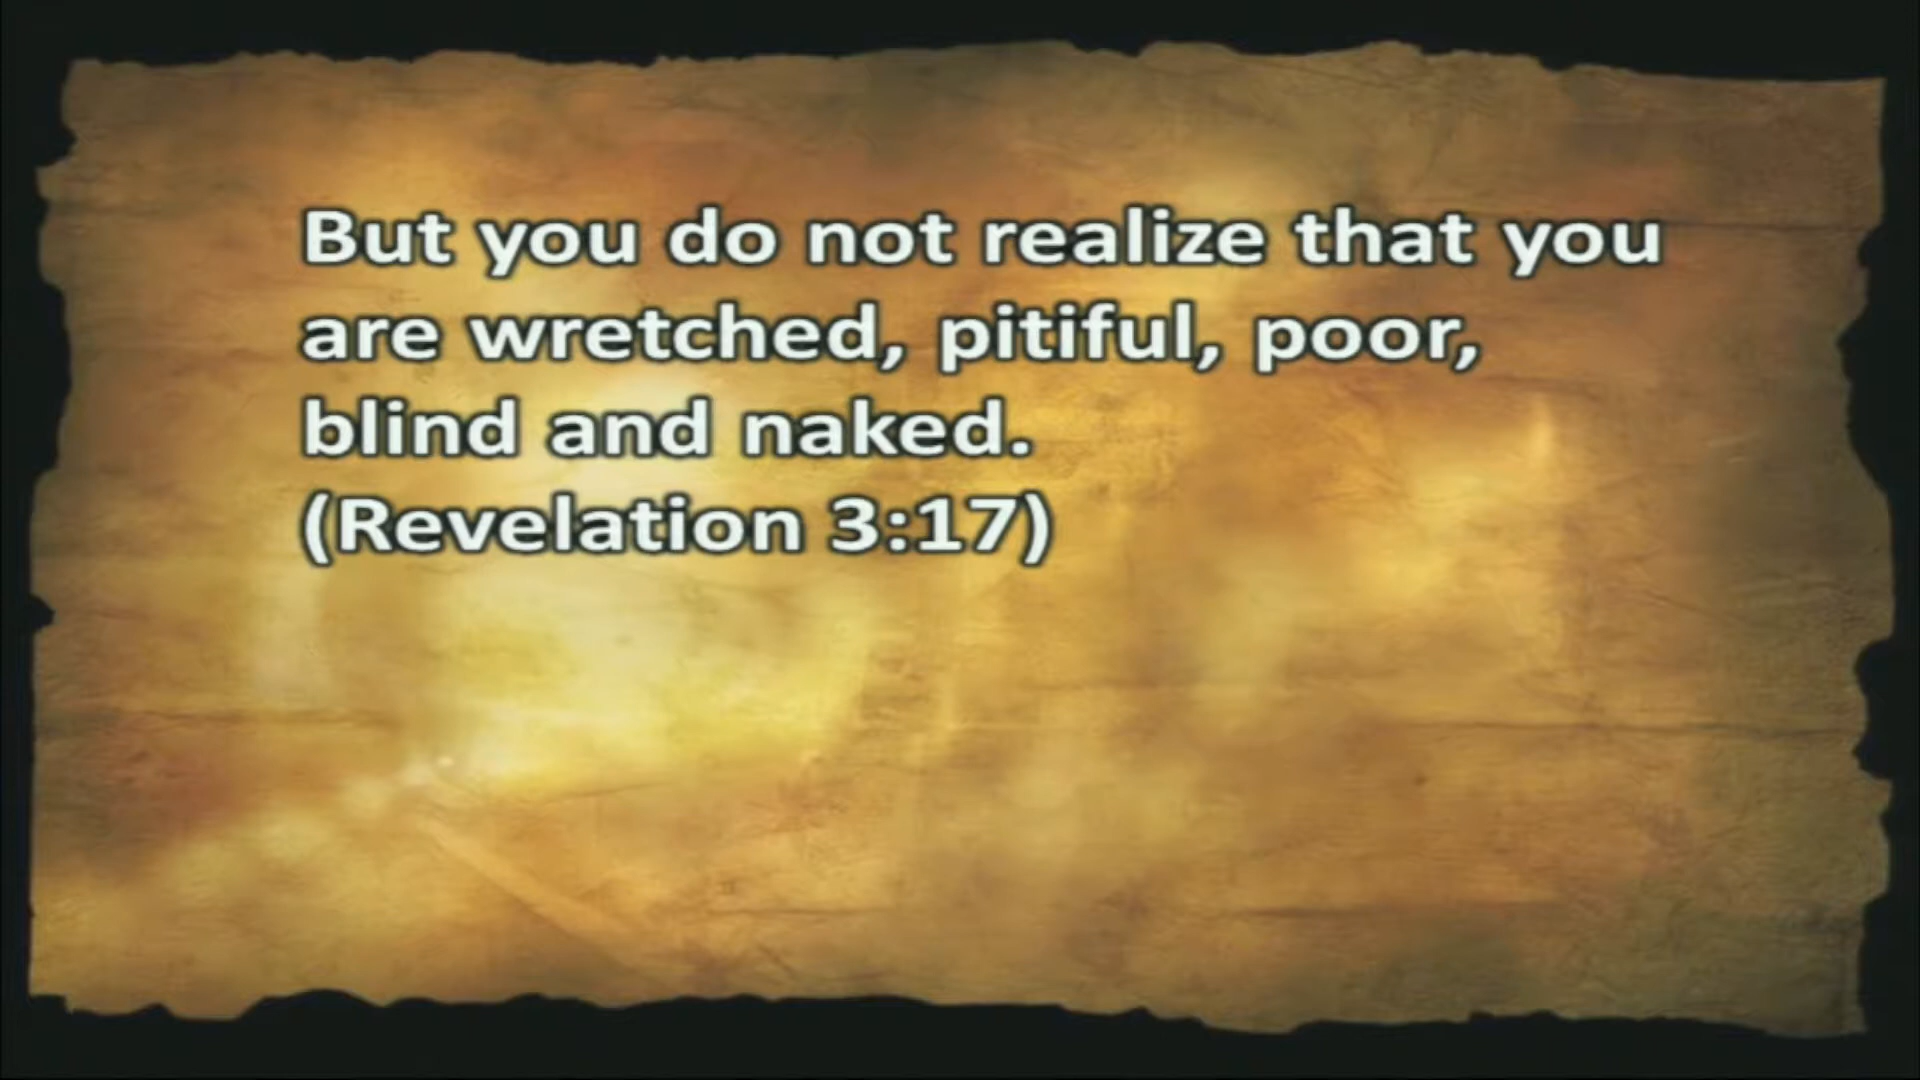 But you do not realize that you
are wretched, pitiful, poor,
blind and naked.
(Revelation 3:17)